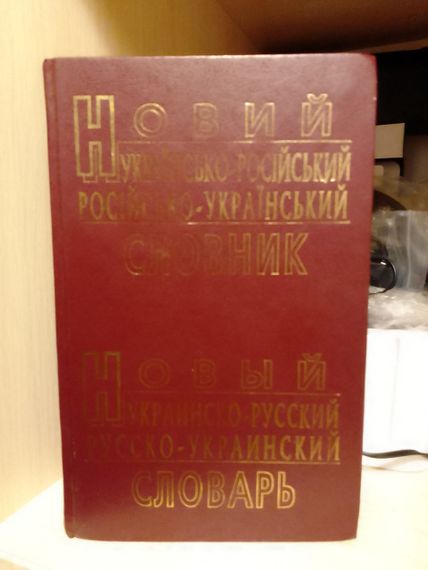 НОВИЙ
УКРАЇНСЬКО-РОСІЙСЬКИЙ
РОСІЙСЬКО-УКРАЇНСЬКИЙ
СЛОВНИК
НОВЫЙ
УКРАИНСКО-РУССКИЙ
РУССКО-УКРАИНСКИЙ
СЛОВАРЬ